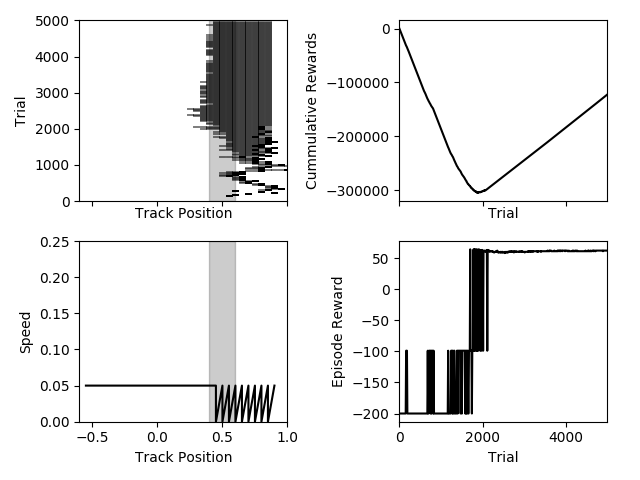 5000
4000
3000
2000
1000
0
Trial
Track Position
0
−100000
−200000
−300000
Cummulative Rewards
Trial
0.25
0.20
0.15
0.10
0.05
0.00
Speed
−0.5 0.0 0.5 1.0
Track Position
50
0
−50
−100
−150
−200
Episode Reward
0 2000 4000
Trial